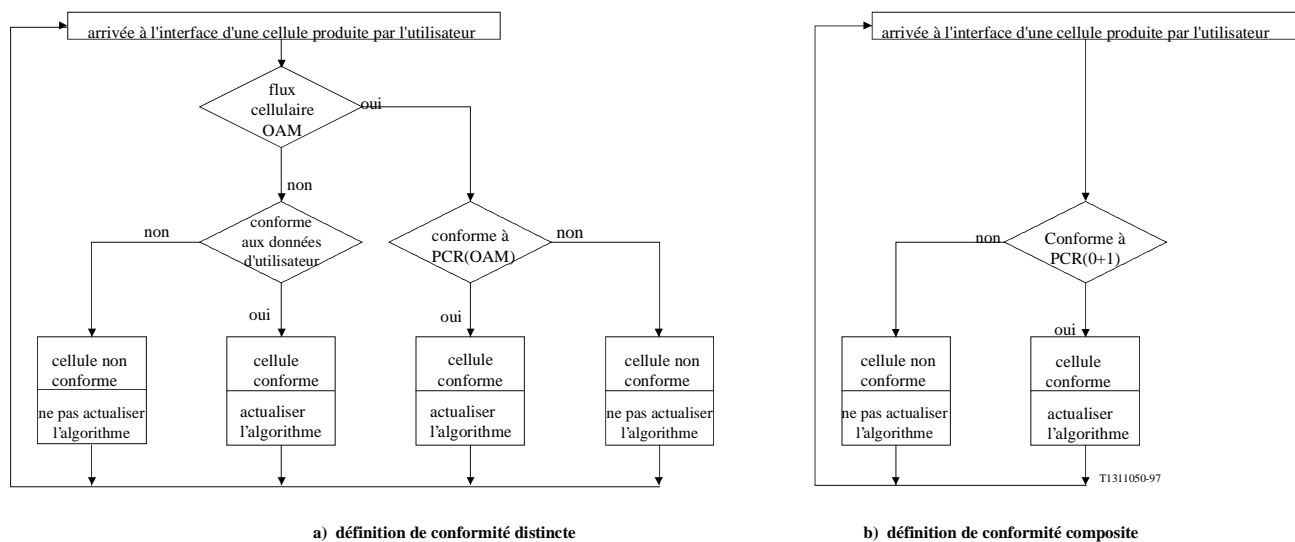 arrivée à l'interface d'une cellule produite par l'utilisateur
flux
cellulaire
OAM
oui
non
conforme
aux données
d'utilisateur
non
oui
conforme à
PCR(OAM)
non
oui
cellule non
conforme
ne pas actualiser
l'algorithme
cellule
conforme
actualiser
l'algorithme
cellule
conforme
actualiser
l'algorithme
cellule non
conforme
ne pas actualiser
l'algorithme
a) définition de conformité distincte
arrivée à l'interface d'une cellule produite par l'utilisateur
Conforme à
PCR(0+1)
non
oui
cellule non
conforme
ne pas actualiser
l'algorithme
cellule
conforme
actualiser
l'algorithme
T1311050-97
b) définition de conformité composite